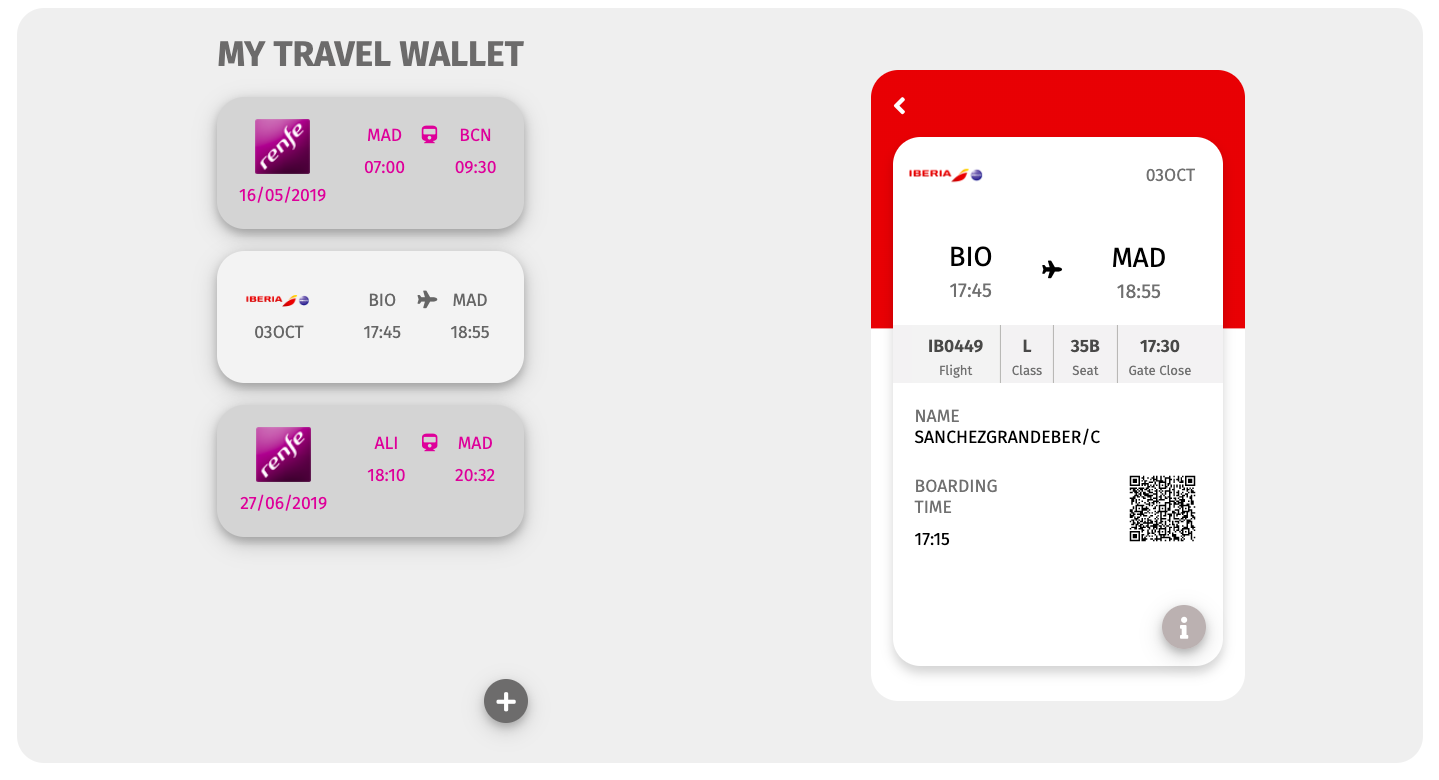 MY TRAVEL WALLET
renfe
MAD BCN
07:00 09:30
16/05/2019
IBERIA BIO MAD
03OCT 17:45 18:55
renfe
ALI MAD
18:10 20:32
27/06/2019
IBERIA 03OCT
BIO MAD
17:45 18:55
IB0449 L 35B 17:30
Flight Class Seat Gate Close
NAME
SANCHEZGRANDEBER/C
BOARDING
TIME
17:15